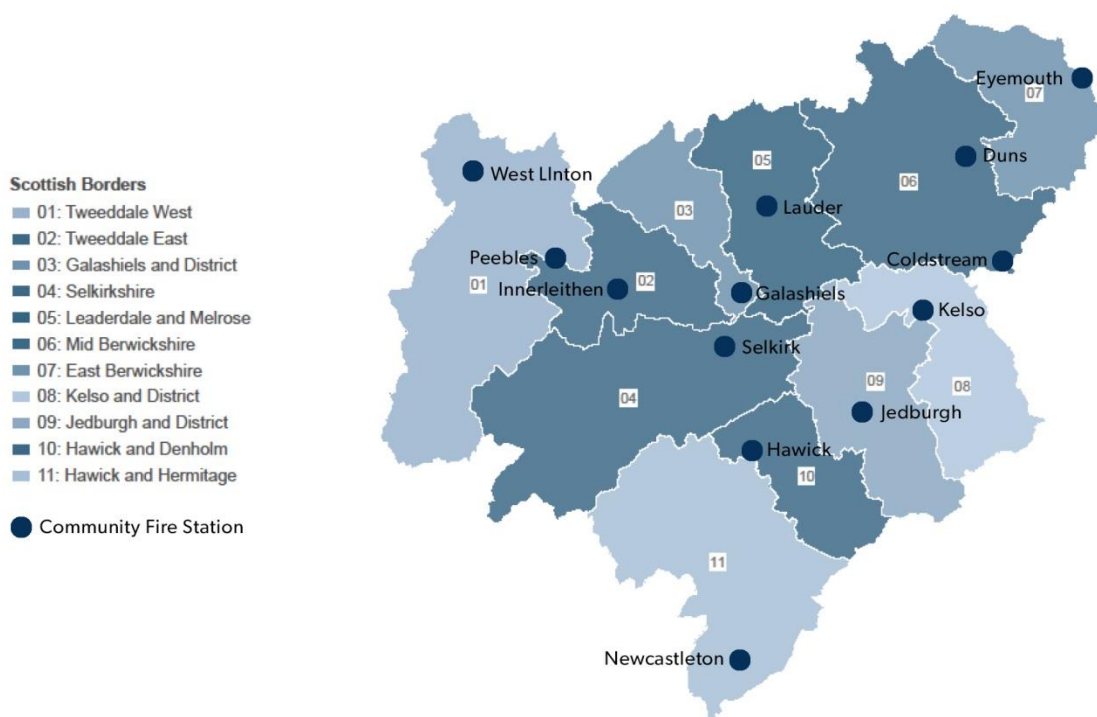 Scottish Borders
01: Tweeddale West
02: Tweeddale East
03: Galashiels and District
04: Selkirkshire
05: Leaderdale and Melrose
06: Mid Berwickshire
07: East Berwickshire
08: Kelso and District
09: Jedburgh and District
10: Hawick and Denholm
11: Hawick and Hermitage
Community Fire Station
Eyemouth
07
Duns
05
West LInton
06
Lauder
03
Peebles
Coldstream
01
Innerleithen
02
Galashiels
Kelso
Selkirk
09
08
04
Jedburgh
Hawick
10
11
Newcastleton